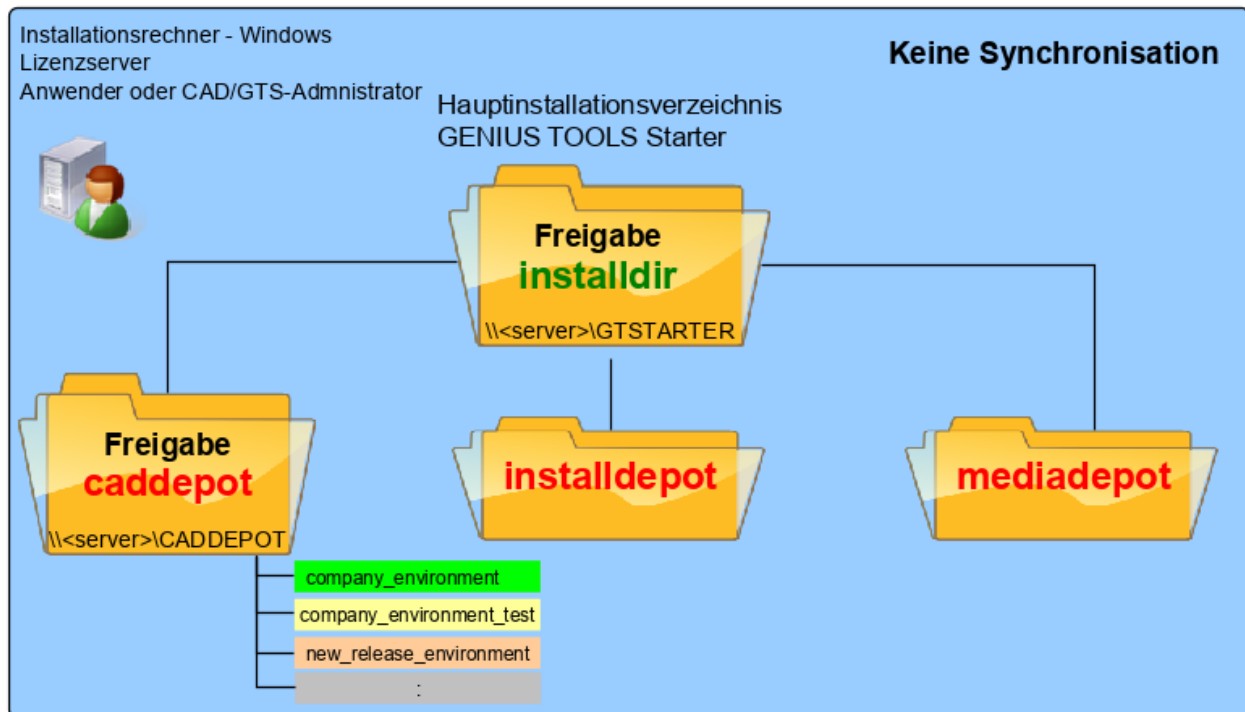 Installationsrechner - Windows
Lizenzserver
Anwender oder CAD/GTS-Admnistrator
Keine Synchronisation
Hauptinstallationsverzeichnis
GENIUS TOOLS Starter
Freigabe
installdir
\\<server>\GTSTARTER
Freigabe
caddepot
\\<server>\CADDEPOT
installdepot
mediadepot
company_environment
company_environment_test
new_release_environment
: